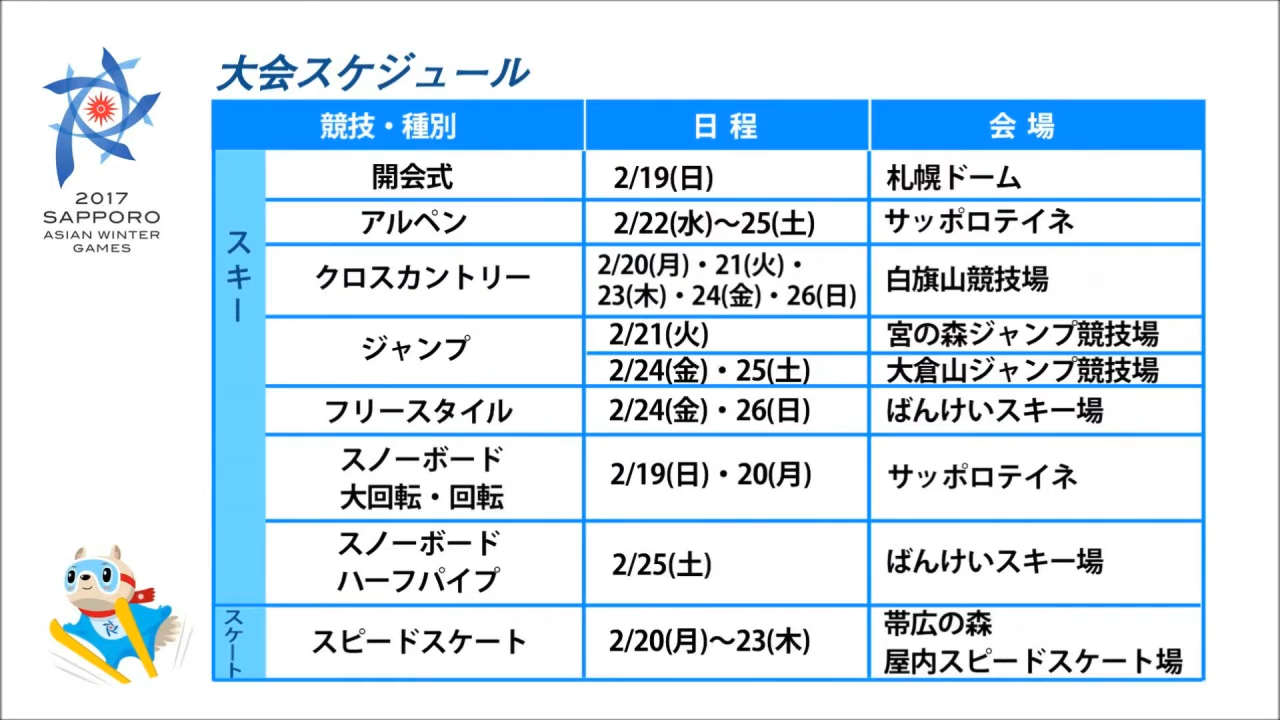 2017
SAPPORO
ASIAN WINTER
GAMES
大会スケジュール
競技・種別 日程 会場
スキー
開会式 2/19(日) 札幌ドーム
アルペン 2/22(水)〜25(土) サッポロテイネ
クロスカントリー 2/20(月)・21(火)・
23(木)・24(金)・26(日) 白旗山競技場
ジャンプ 2/21(火) 宮の森ジャンプ競技場
2/24(金)・25(土) 大倉山ジャンプ競技場
フリースタイル 2/24(金)・26(日) ばんけいスキー場
スノーボード
大回転・回転 2/19(日)・20(月) サッポロテイネ
スノーボード
ハーフパイプ 2/25(土) ばんけいスキー場
スケート
スピードスケート 2/20(月)〜23(木) 帯広の森
屋内スピードスケート場